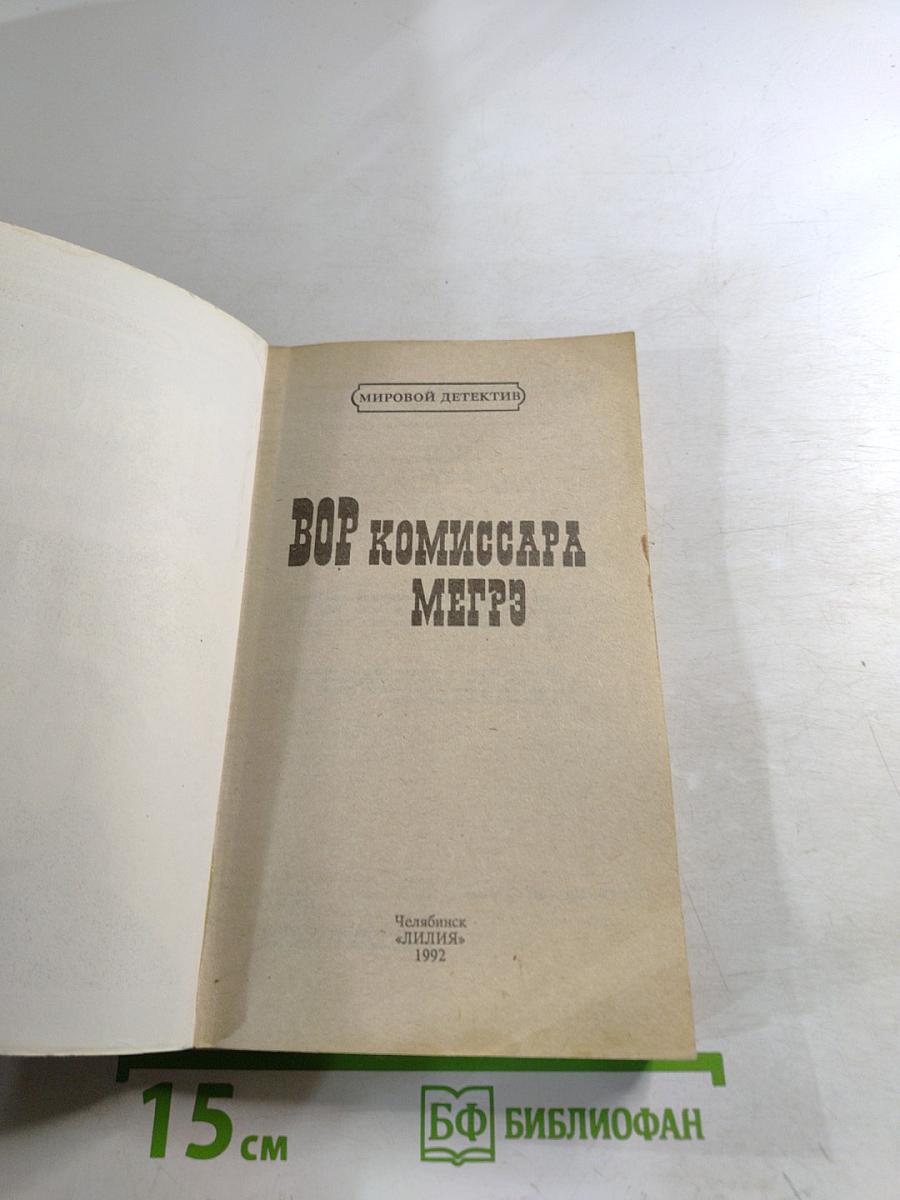 МИРОВОЙ ДЕТЕКТИВ
ВОР КОМИССАРА
МЕГРЭ
Челябинск
«ЛИЛИЯ»
1992
15 см
БФ БИБЛИОФАН